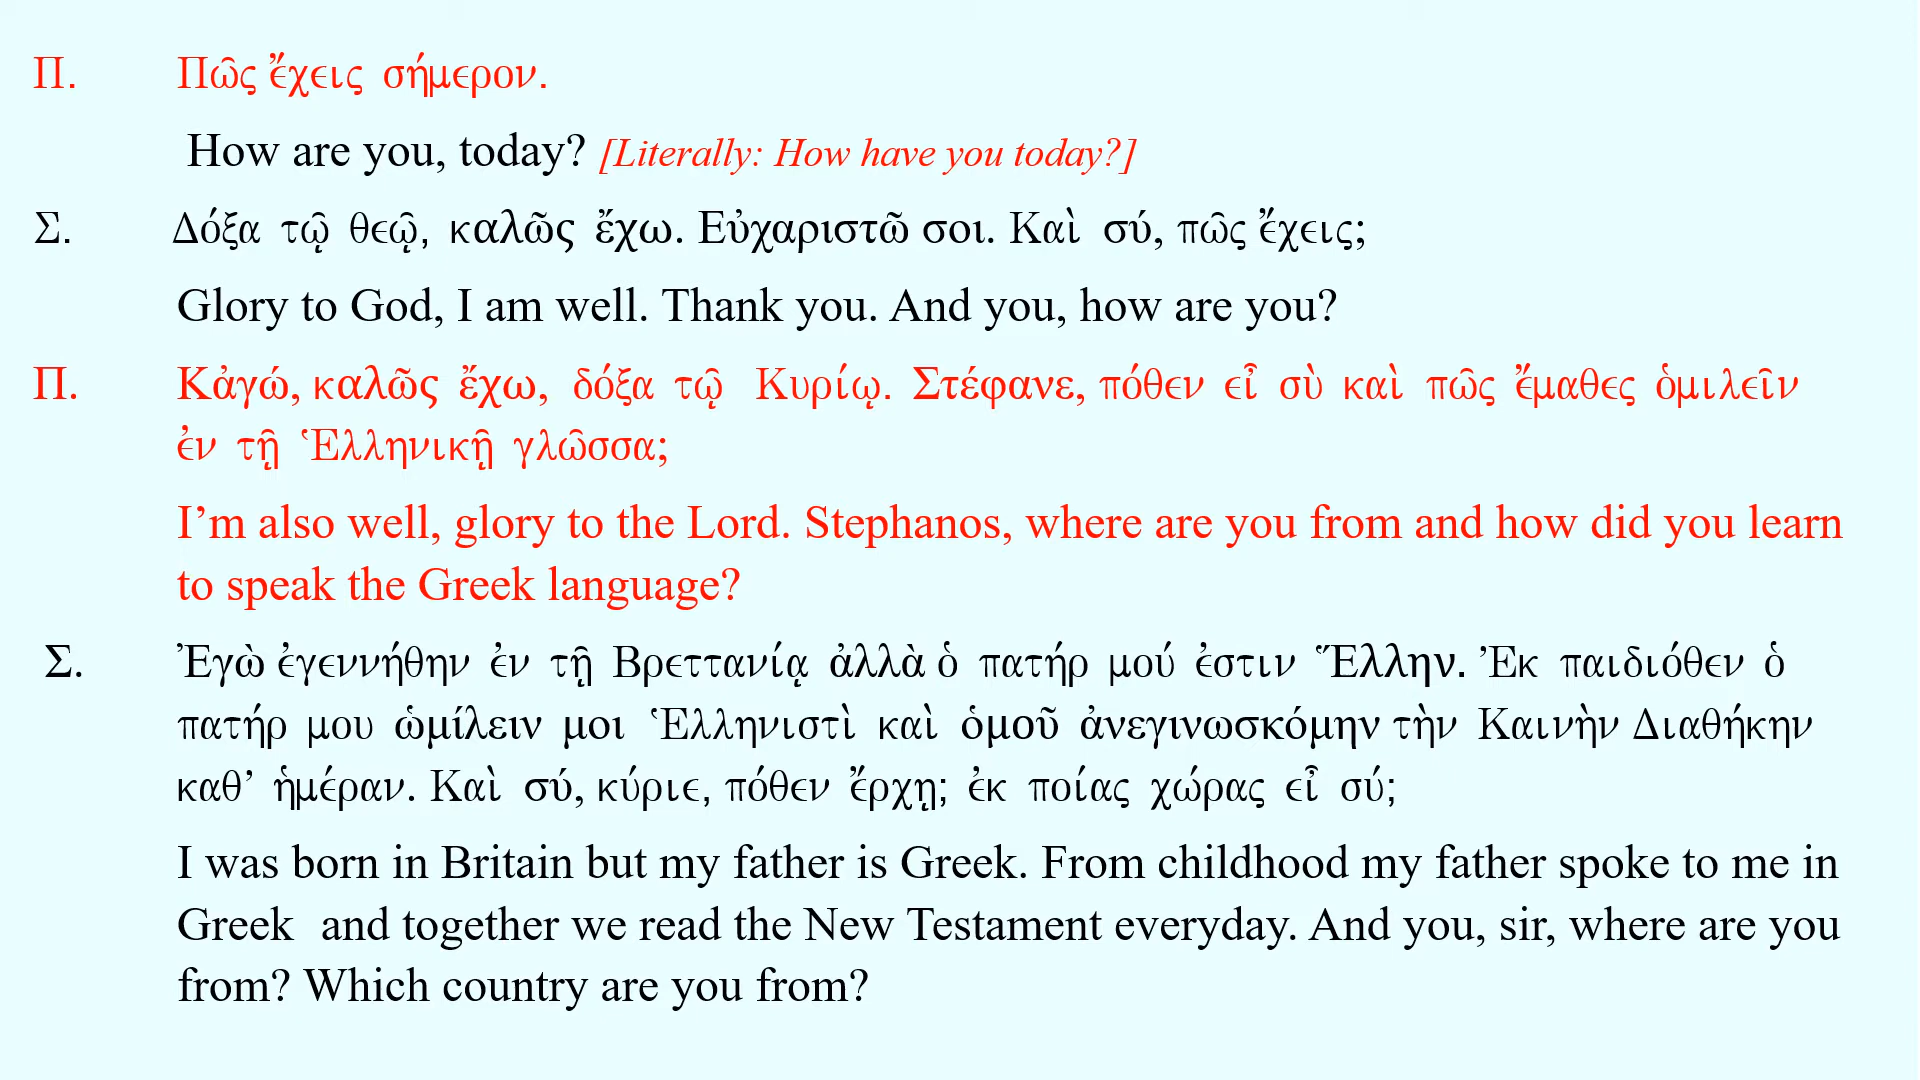 Π. Πῶς ἔχεις σήμερον.
How are you, today? [Literally: How have you today?]
Σ. Δόξα τῷ θεῷ, καλῶς ἔχω. Εὐχαριστῶ σοι. Καὶ σύ, πῶς ἔχεις;
Glory to God, I am well. Thank you. And you, how are you?
Π. Κἀγώ, καλῶς ἔχω, δόξα τῷ Κυρίῳ. Στέφανε, πόθεν εἶ σὺ καὶ πῶς ἔμαθες ὁμιλεῖν
ἐν τῇ Ἑλληνικῇ γλῶσσα;
I’m also well, glory to the Lord. Stephanos, where are you from and how did you learn
to speak the Greek language?
Σ. Ἐγὼ ἐγεννήθην ἐν τῇ Βρεττανίᾳ ἀλλὰ ὁ πατήρ μού ἐστιν Ἕλλην. Ἐκ παιδιόθεν ὁ
πατήρ μου ὡμίλειν μοι Ἑλληνιστὶ καὶ ὁμοῦ ἀνεγινωσκόμην τὴν Καινὴν Διαθήκην
καθ’ ἡμέραν. Καὶ σύ, κύριε, πόθεν ἔρχῃ; ἐκ ποίας χώρας εἶ σύ;
I was born in Britain but my father is Greek. From childhood my father spoke to me in
Greek and together we read the New Testament everyday. And you, sir, where are you
from? Which country are you from?